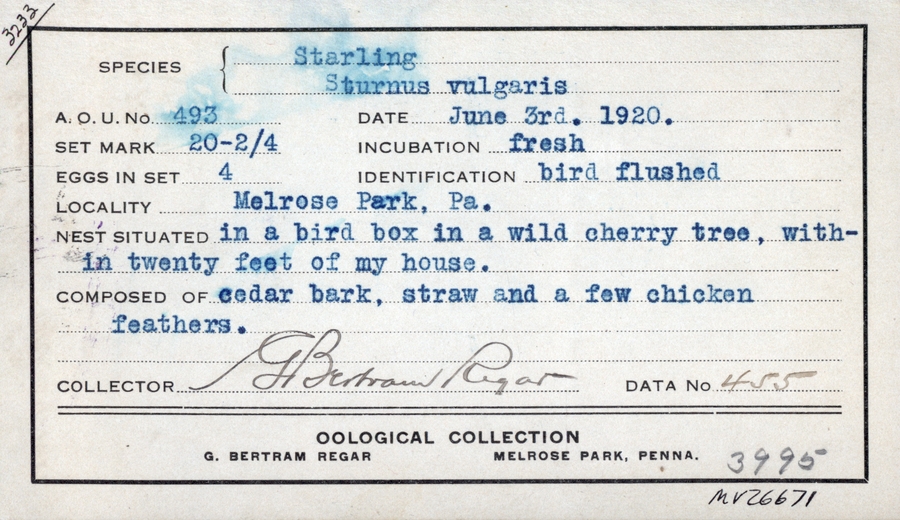 3233
SPECIES Starling
Sturnus vulgaris
A.O.U. No. 493 DATE June 3rd. 1920.
SET MARK 20-2/4 INCUBATION fresh
EGGS IN SET 4 IDENTIFICATION bird flushed
LOCALITY Melrose Park, Pa.
NEST SITUATED in a bird box in a wild cherry tree, with-
in twenty feet of my house.
COMPOSED OF cedar bark, straw and a few chicken
feathers.
COLLECTOR G Bertram Regar DATA No 455
OOLOGICAL COLLECTION
G. BERTRAM REGAR MELROSE PARK, PENNA. 3995
MV26671